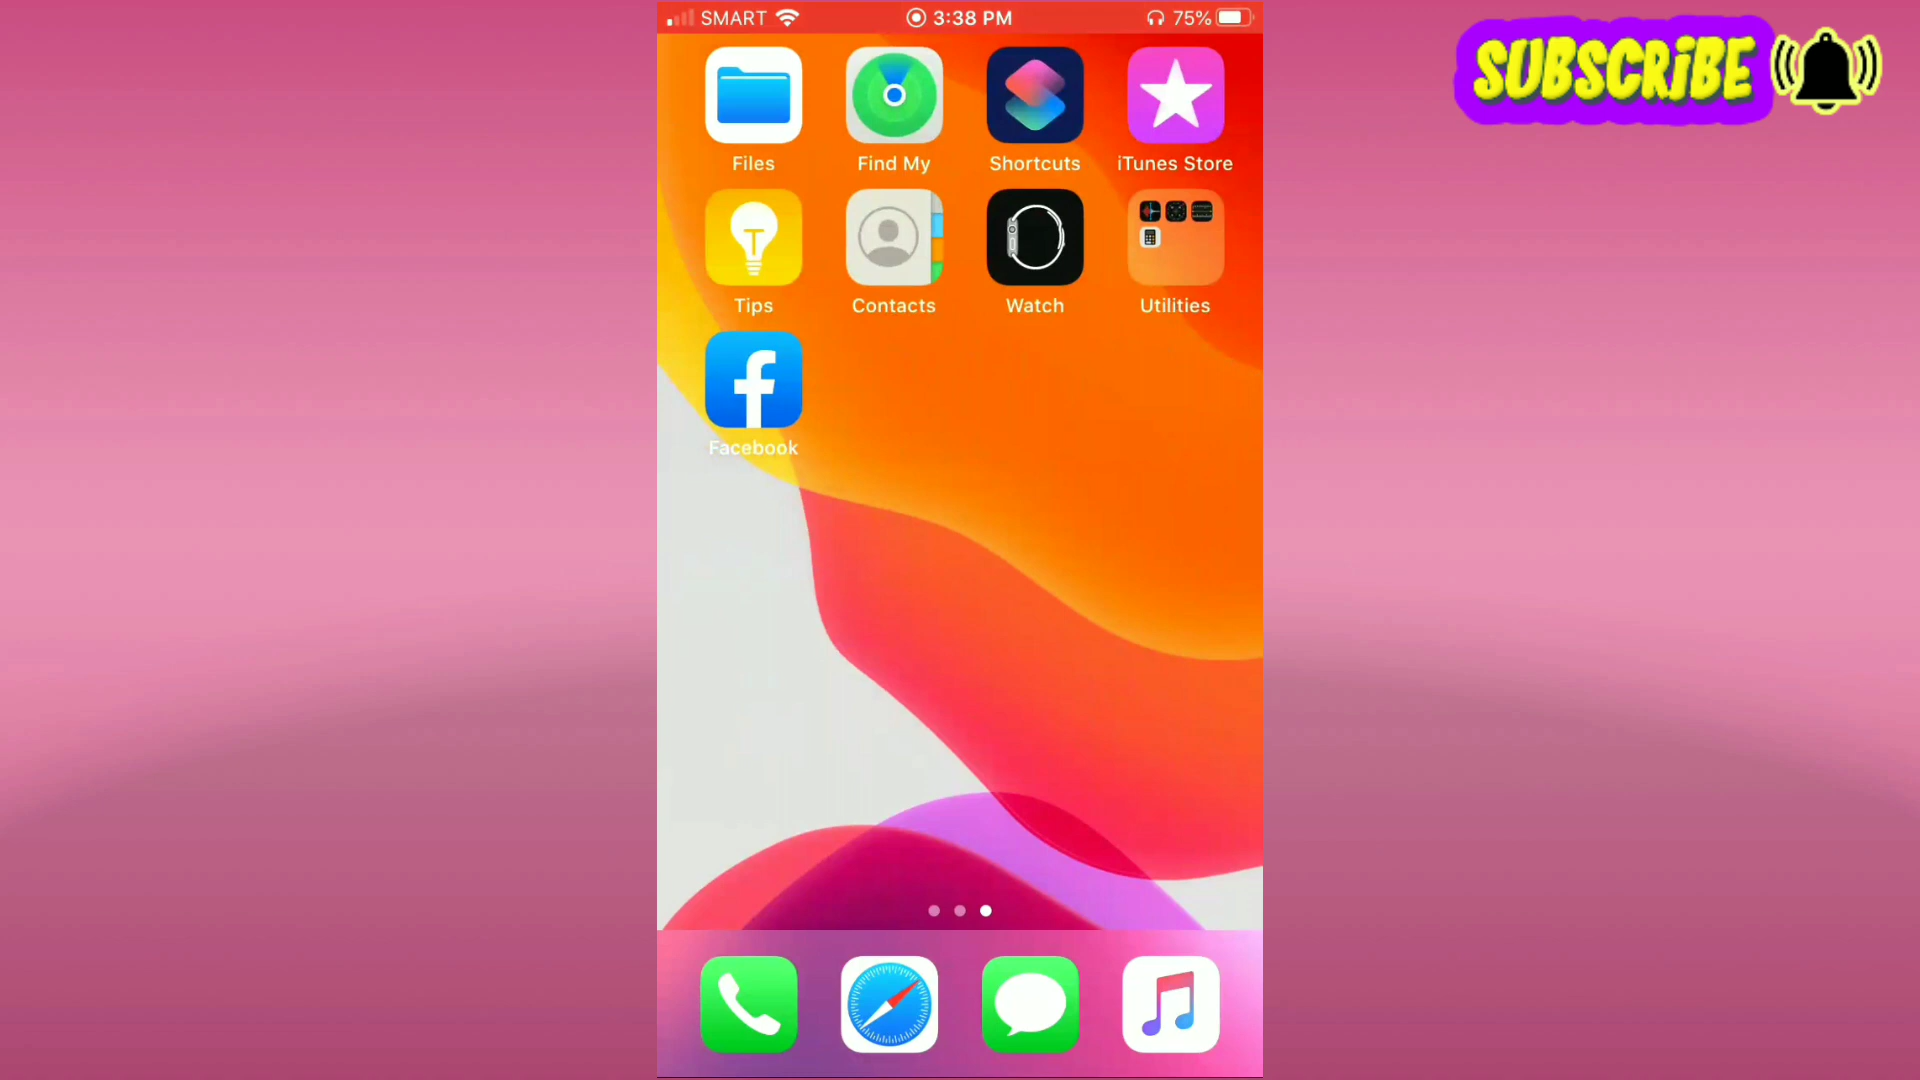 SMART 3:38 PM 75%
SUBSCRiBE
Files Find My Shortcuts iTunes Store
Tips Contacts Watch Utilities
Facebook